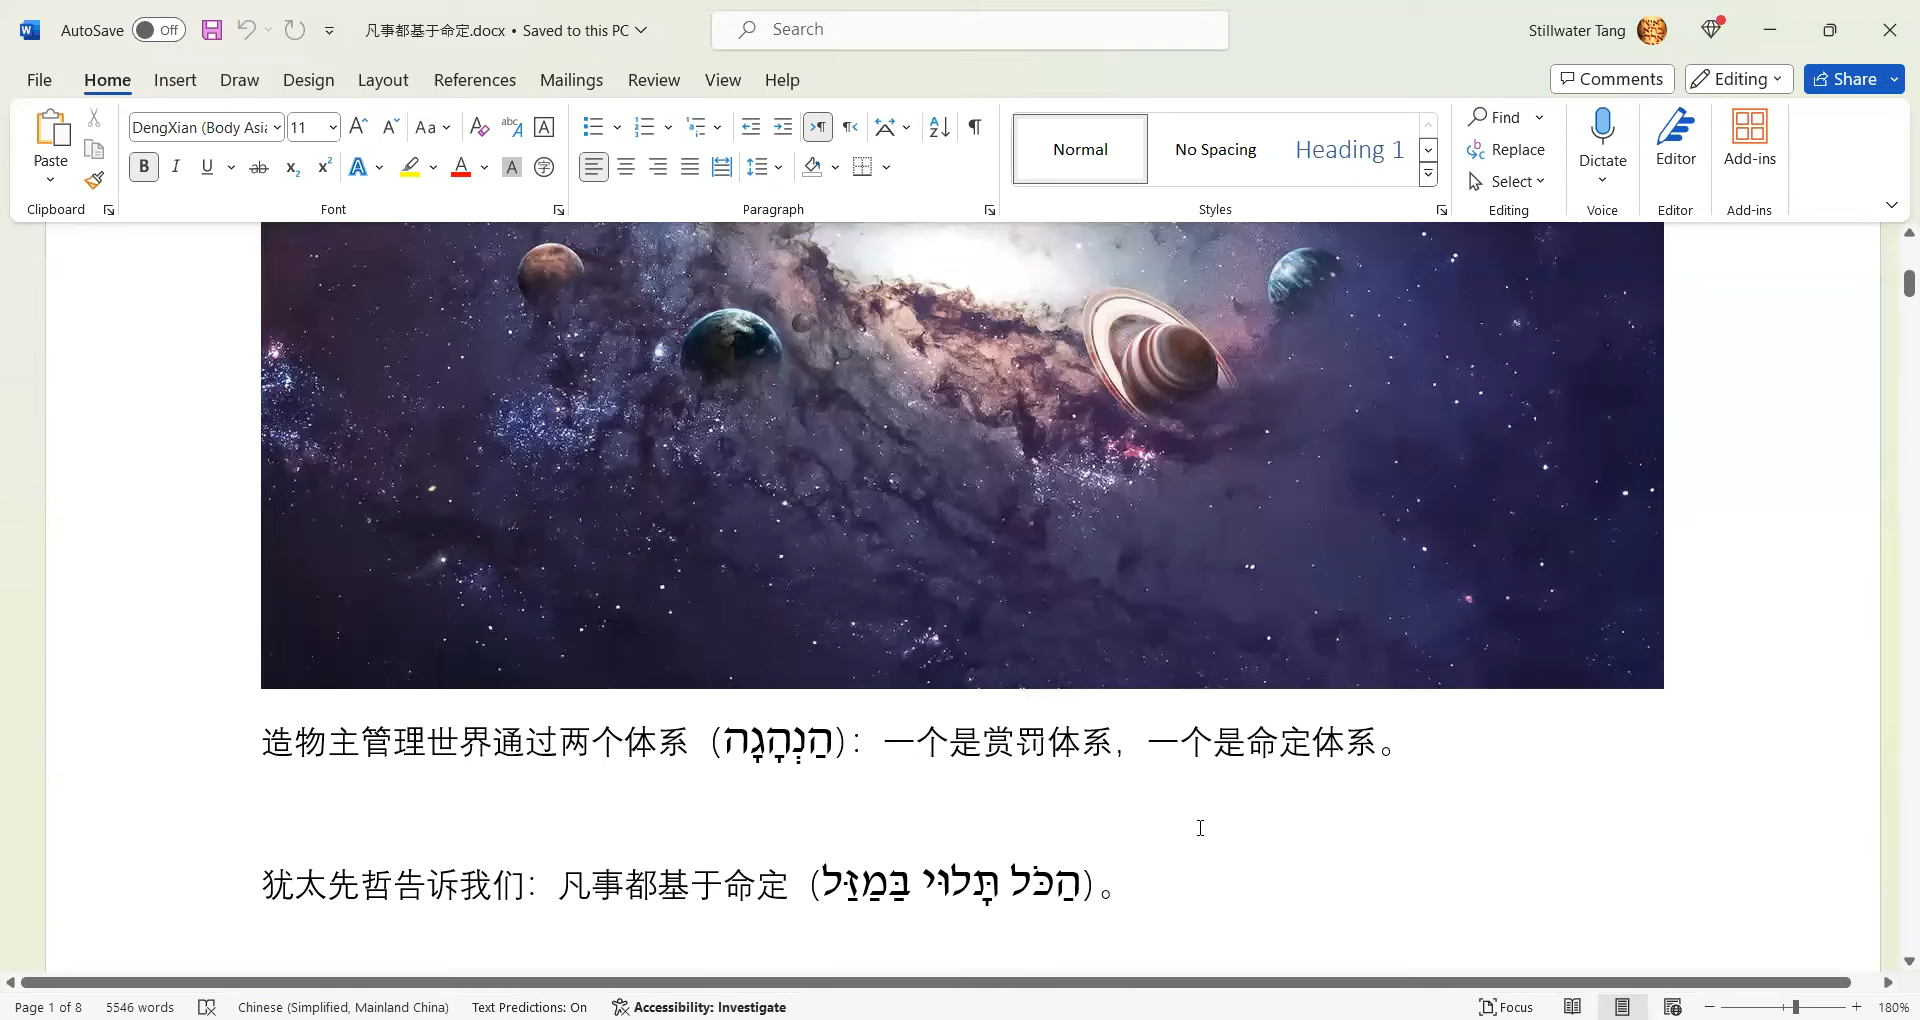 AutoSave Off 凡事都基于命定.docx • Saved to this PC Search Stillwater Tang
File Home Insert Draw Design Layout References Mailings Review View Help Comments Editing Share
Paste DengXian (Body Asia 11 Normal No Spacing Heading 1 Find Replace Select Dictate Editor Add-ins
Clipboard Font Paragraph Styles Editing Voice Editor Add-ins
造物主管理世界通过两个体系（הַנְהָגָה）：一个是赏罚体系，一个是命定体系。
犹太先哲告诉我们：凡事都基于命定（הַכֹּל תָּלוּי בַּמַזַּל）。
Page 1 of 8 5546 words Chinese (Simplified, Mainland China) Text Predictions: On Accessibility: Investigate Focus 180%